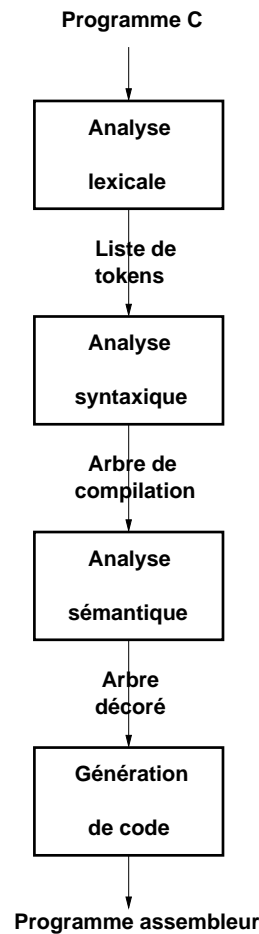 Programme C
Analyse
lexicale
Liste de
tokens
Analyse
syntaxique
Arbre de
compilation
Analyse
sémantique
Arbre
décoré
Génération
de code
Programme assembleur